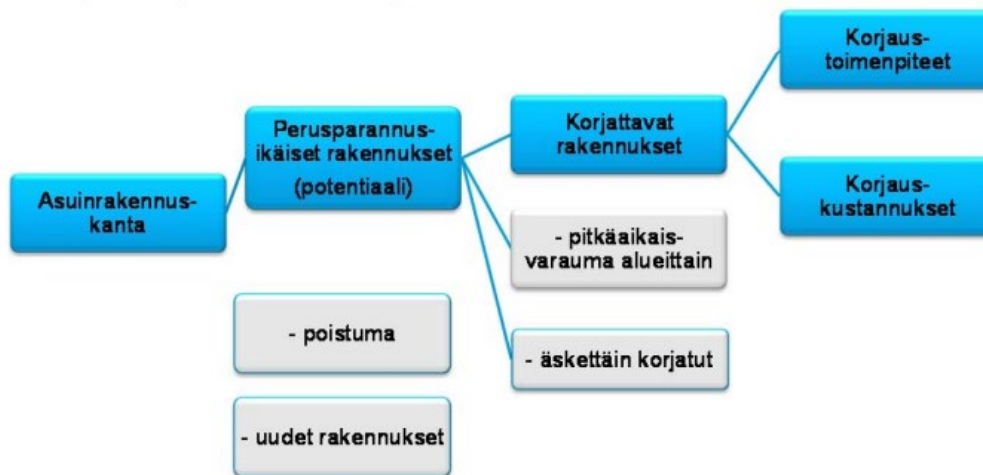 Asuinrakennus-
kanta
Perusparannus-
ikäiset rakennukset
(potentiaali)
- poistuma
- uudet rakennukset
Korjattavat
rakennukset
- pitkäaikais-
varauma alueittain
- äskettäin korjatut
Korjaus-
toimenpiteet
Korjaus-
kustannukset